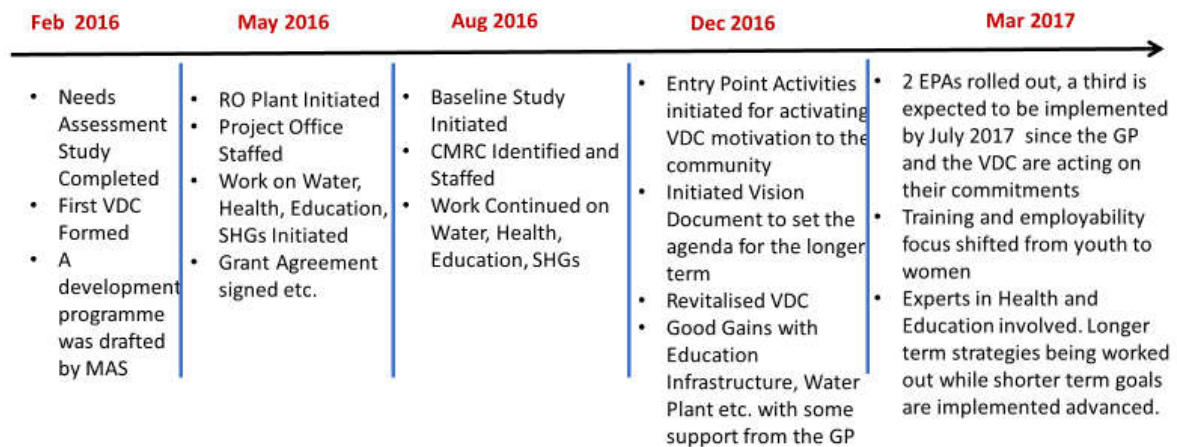 Feb 2016
May 2016
Aug 2016
Dec 2016
Mar 2017
• Needs
Assessment
Study
Completed
• First VDC
Formed
• A
development
programme
was drafted
by MAS
• RO Plant Initiated
• Project Office
Staffed
• Work on Water,
Health, Education,
SHGs Initiated
• Grant Agreement
signed etc.
• Baseline Study
Initiated
• CMRC Identified and
Staffed
• Work Continued on
Water, Health,
Education, SHGs
• Entry Point Activities
initiated for activating
VDC motivation to the
community
• Initiated Vision
Document to set the
agenda for the longer
term
• Revitalised VDC
• Good Gains with
Education
Infrastructure, Water
Plant etc. with some
support from the GP
• 2 EPAs rolled out, a third is
expected to be implemented
by July 2017 since the GP
and the VDC are acting on
their commitments
• Training and employability
focus shifted from youth to
women
• Experts in Health and
Education involved. Longer
term strategies being worked
out while shorter term goals
are implemented advanced.